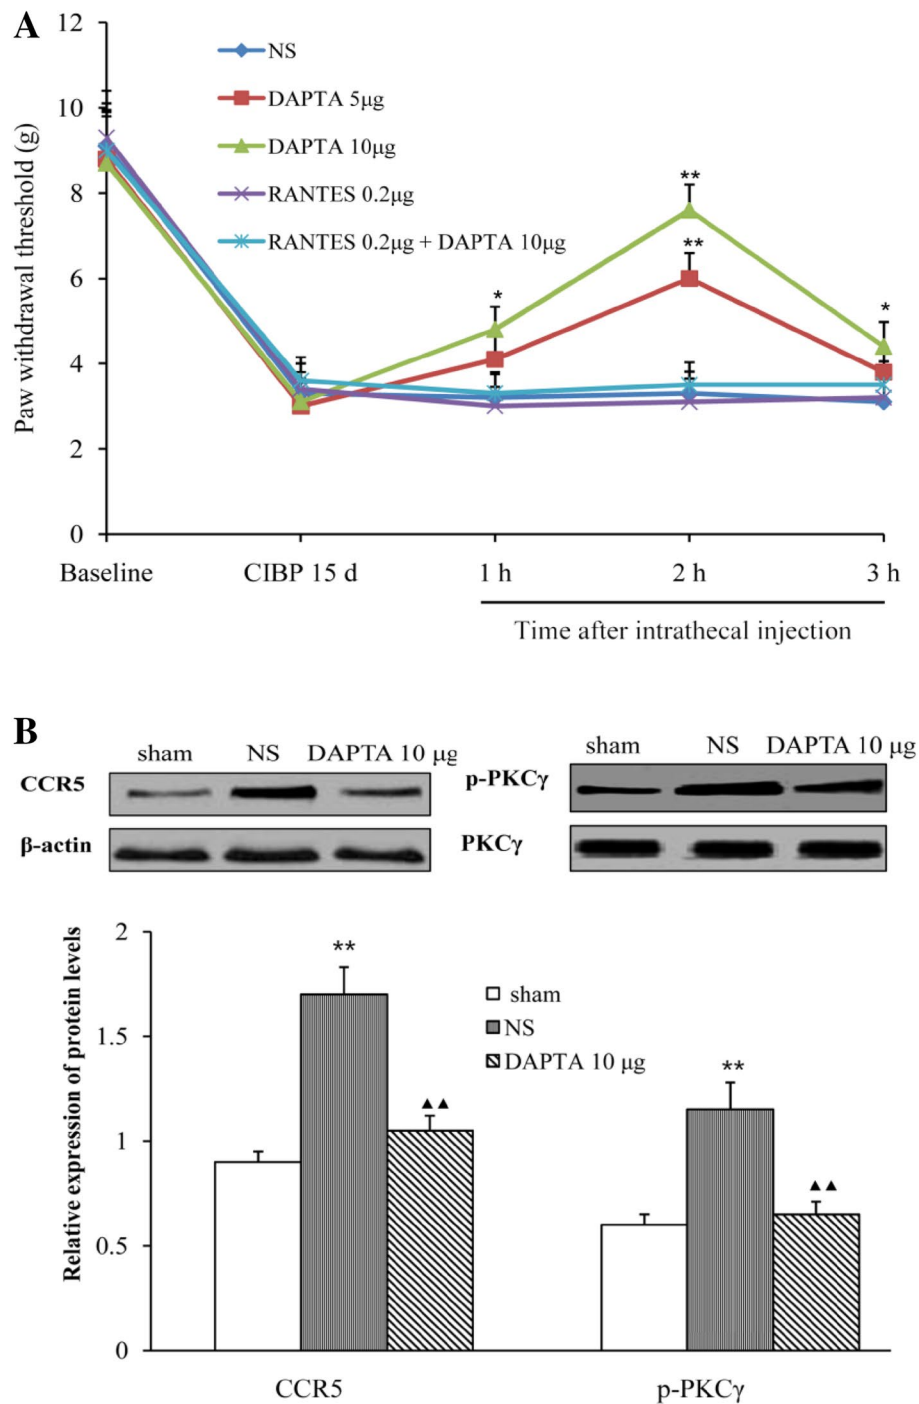 A
12
10
8
6
4
2
0
Paw withdrawal threshold (g)
NS
DAPTA 5μg
DAPTA 10μg
RANTES 0.2μg
RANTES 0.2μg + DAPTA 10μg
*
**
**
*
Baseline CIBP 15 d 1 h 2 h 3 h
Time after intrathecal injection
B
sham NS DAPTA 10 μg
CCR5
β-actin
sham NS DAPTA 10 μg
p-PKCγ
PKCγ
Relative expression of protein levels
2
1.5
1
0.5
0
**
▲▲
**
▲▲
sham
NS
DAPTA 10 μg
CCR5 p-PKCγ